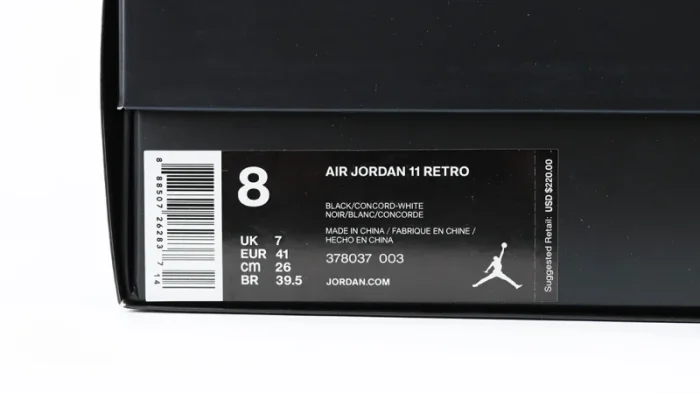 8 88507 26283 7 14
8
UK 7
EUR 41
cm 26
BR 39.5
AIR JORDAN 11 RETRO
BLACK/CONCORD-WHITE
NOIR/BLANC/CONCORDE
MADE IN CHINA / FABRIQUE EN CHINE /
HECHO EN CHINA
378037 003
JORDAN.COM
Suggested Retail: USD $220.00